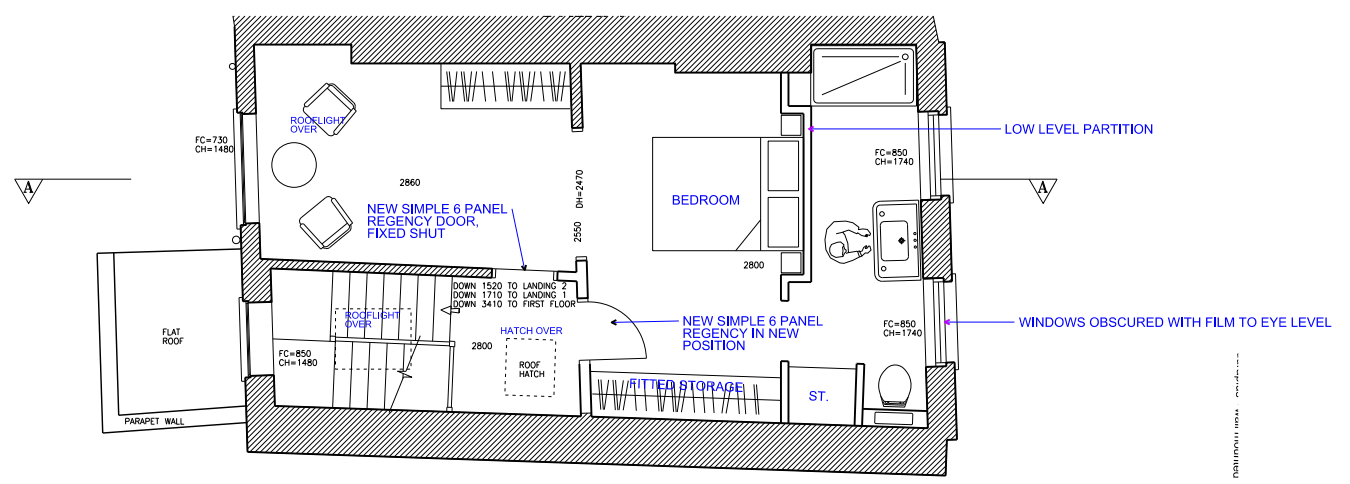 ROOFLIGHT
OVER
FC=730
CH=1480
A
2860
NEW SIMPLE 6 PANEL
REGENCY DOOR,
FIXED SHUT
DH=2470
2550
BEDROOM
2800
LOW LEVEL PARTITION
FC=850
CH=1740
A
DOWN 1520 TO LANDING 2
DOWN 1710 TO LANDING 1
DOWN 3410 TO FIRST FLOOR
ROOFLIGHT
OVER
HATCH OVER
2800
ROOF
HATCH
FC=850
CH=1480
FLAT
ROOF
PARAPET WALL
NEW SIMPLE 6 PANEL
REGENCY IN NEW
POSITION
FITTED STORAGE
ST.
FC=850
CH=1740
WINDOWS OBSCURED WITH FILM TO EYE LEVEL